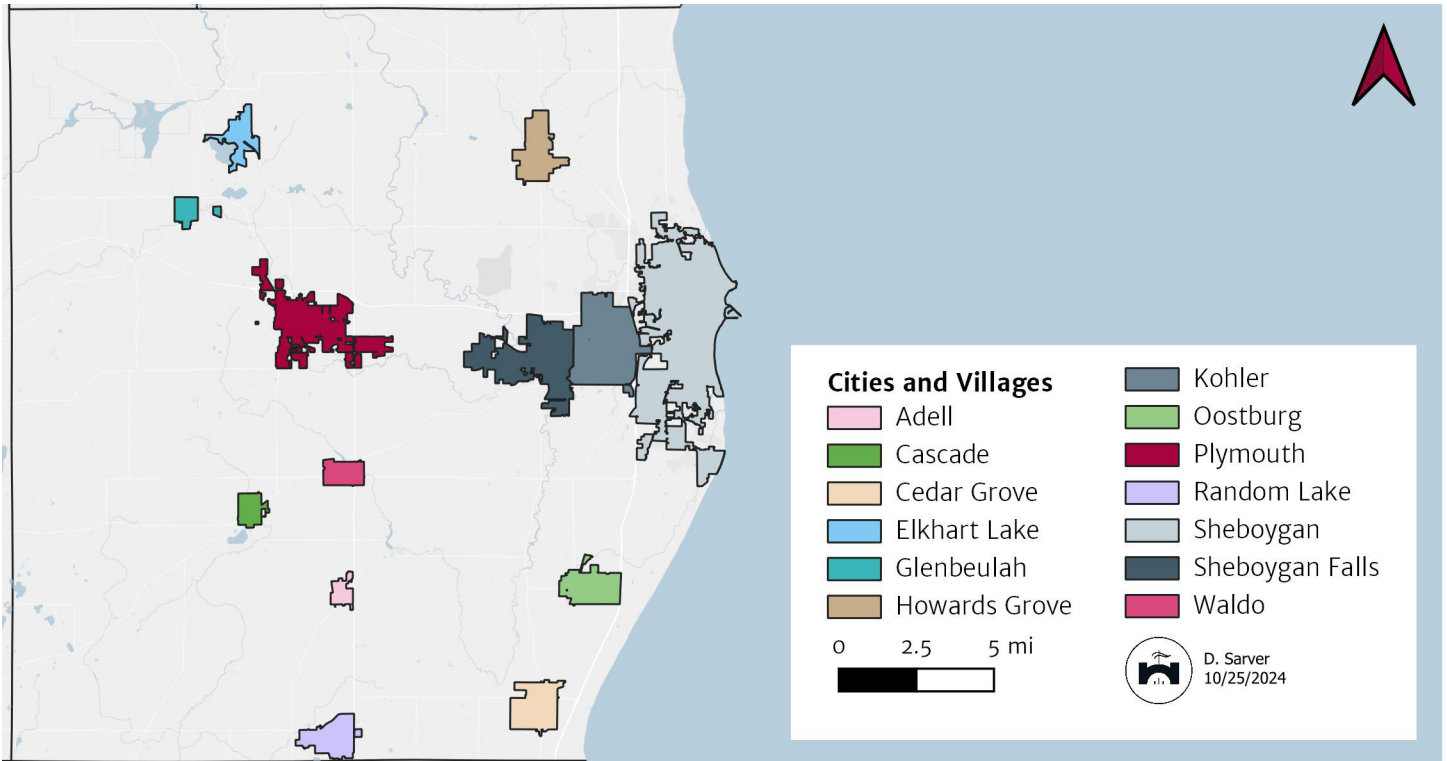 Cities and Villages
Adell
Cascade
Cedar Grove
Elkhart Lake
Glenbeulah
Howards Grove
Kohler
Oostburg
Plymouth
Random Lake
Sheboygan
Sheboygan Falls
Waldo
0 2.5 5 mi
D. Sarver
10/25/2024